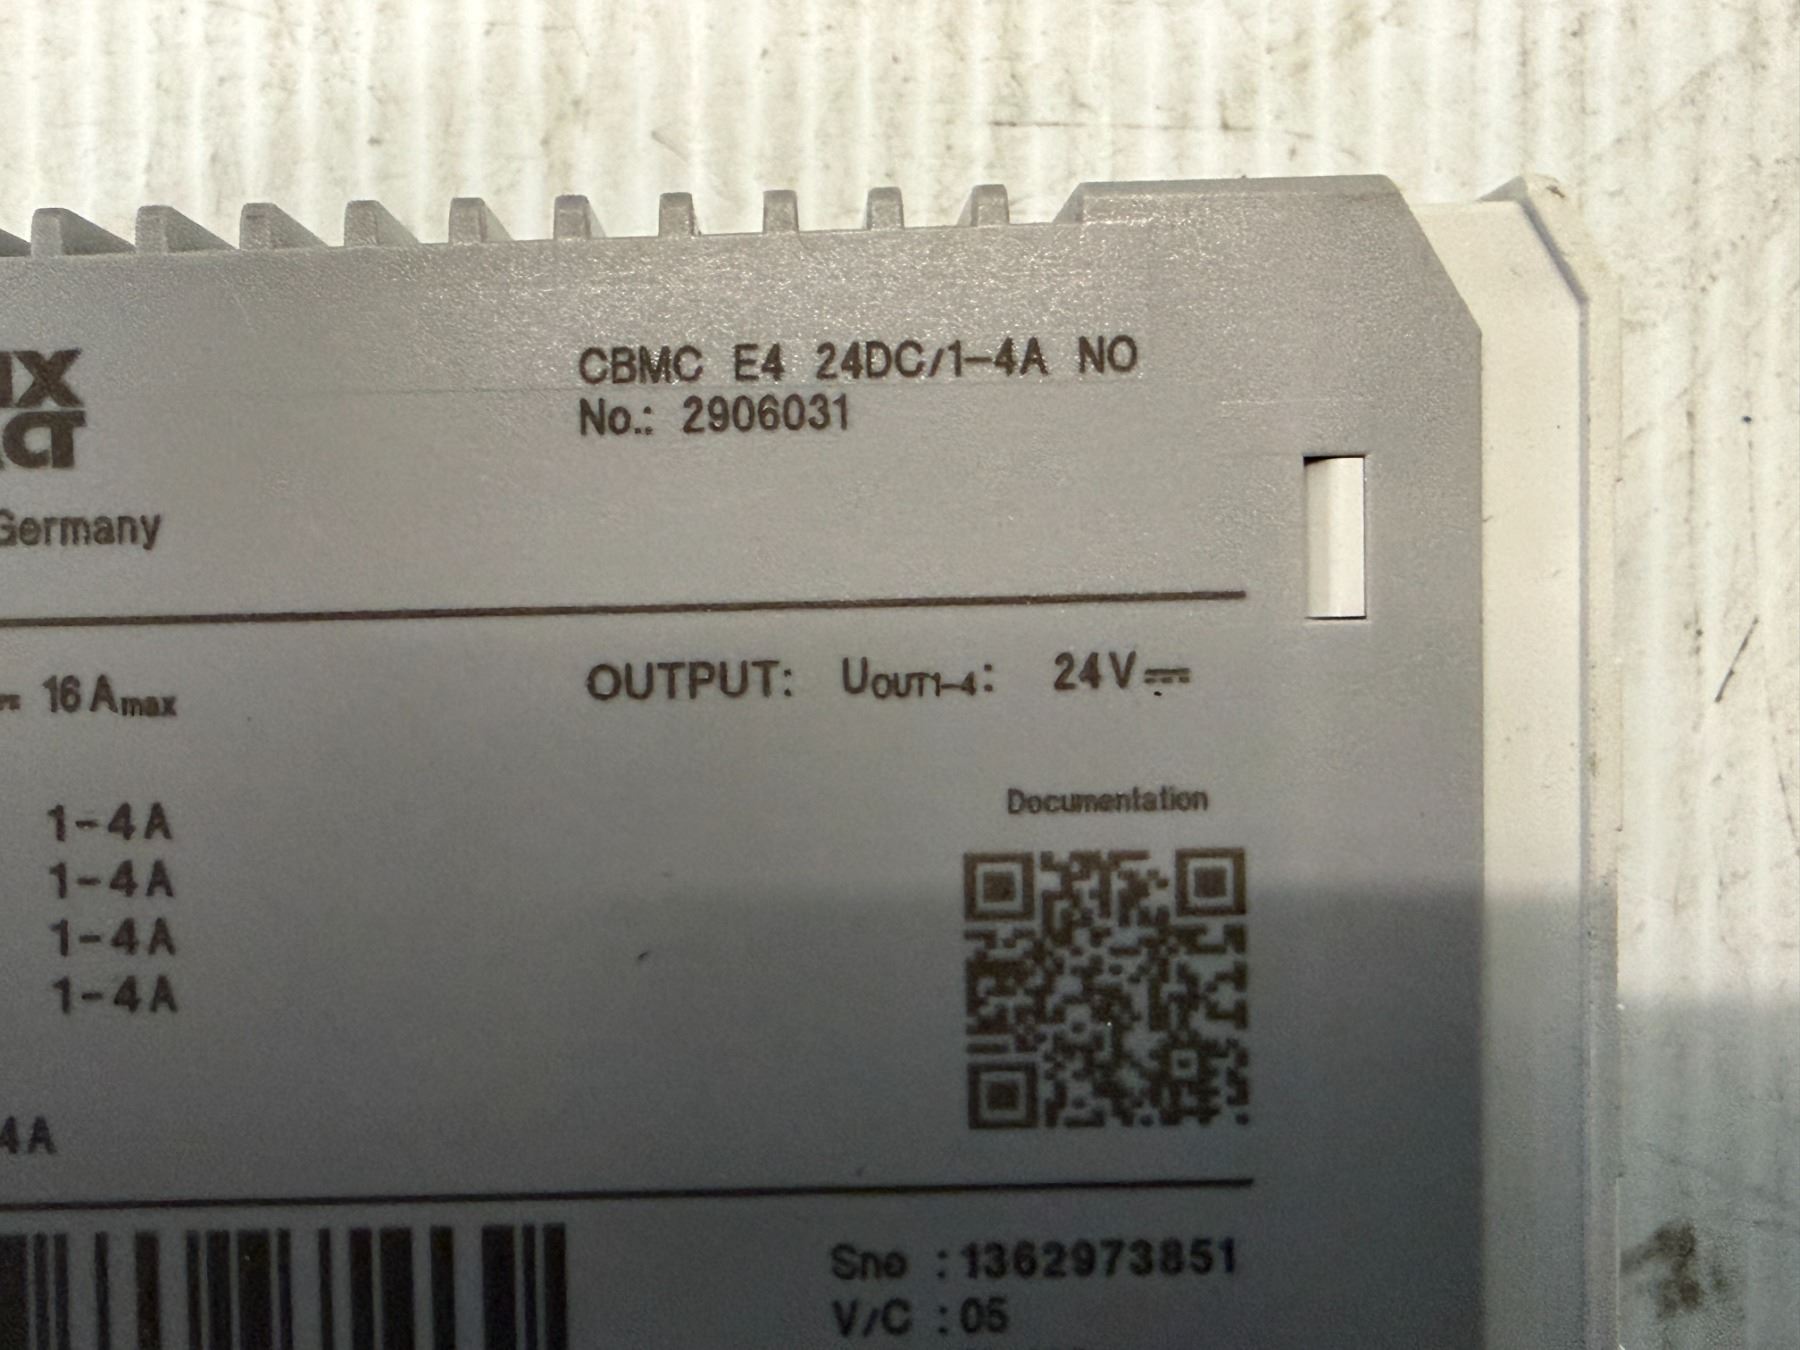 CBMC E4 24DC/1-4A NO
No.: 2906031
Germany
16 Amax
OUTPUT: UOUT1-4: 24V⎓
Documentation
1-4A
1-4A
1-4A
1-4A
4A
Sno :1362973851
V/C :05